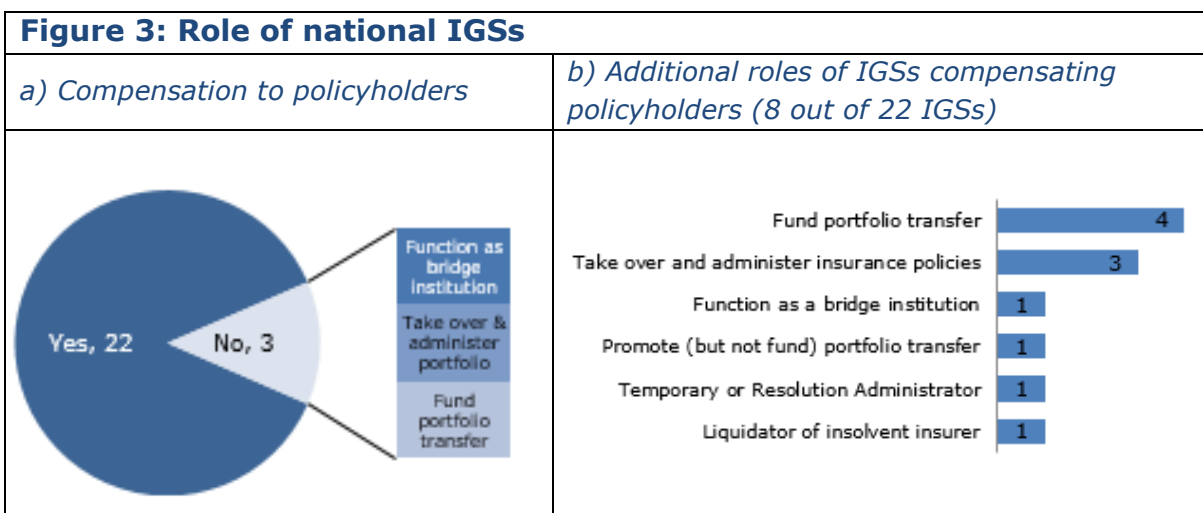 Figure 3: Role of national IGSs
a) Compensation to policyholders
b) Additional roles of IGSs compensating
policyholders (8 out of 22 IGSs)
Yes, 22
No, 3
Function as
bridge
institution
Take over &
administer
portfolio
Fund
portfolio
transfer
Fund portfolio transfer 4
Take over and administer insurance policies 3
Function as a bridge institution 1
Promote (but not fund) portfolio transfer 1
Temporary or Resolution Administrator 1
Liquidator of insolvent insurer 1